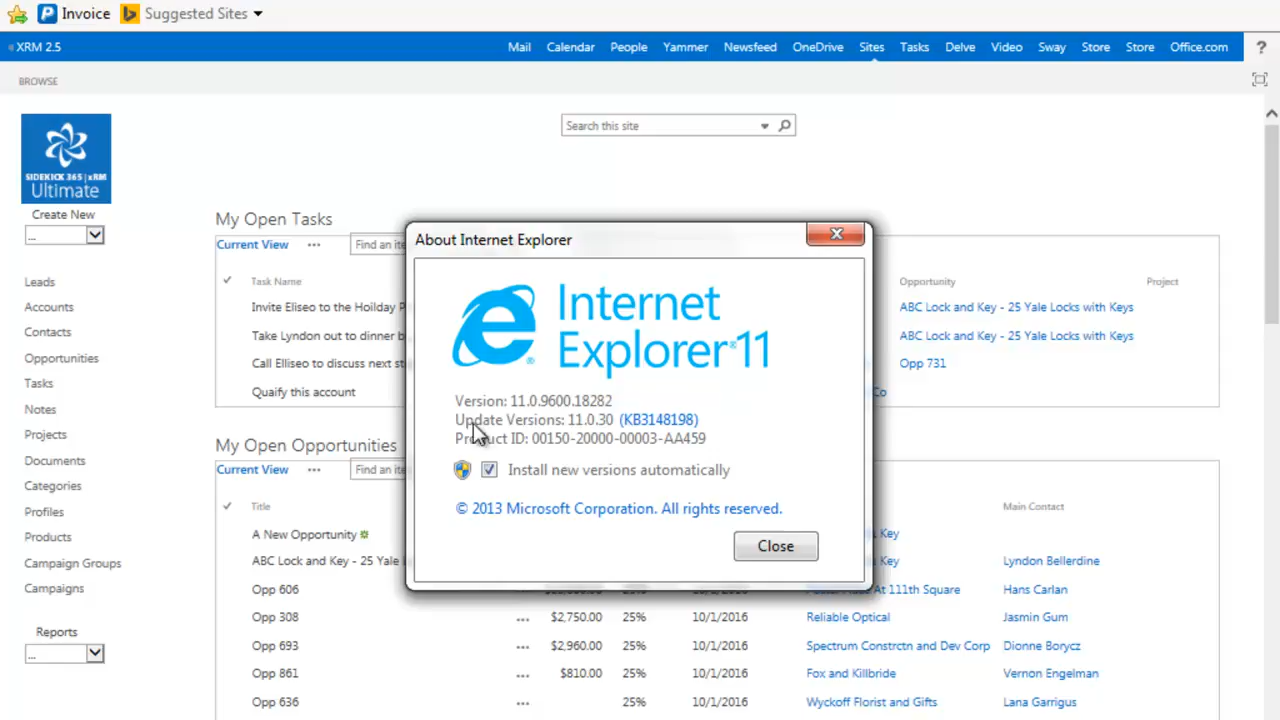 Invoice Suggested Sites
XRM 2.5 Mail Calendar People Yammer Newsfeed OneDrive Sites Tasks Delve Video Sway Store Store Office.com ?
BROWSE
Search this site
SIDEKICK 365 | xRM
Ultimate
Create New
...
Leads
Accounts
Contacts
Opportunities
Tasks
Notes
Projects
Documents
Categories
Profiles
Products
Campaign Groups
Campaigns
Reports
...
My Open Tasks
Current View ... Find an ite
Task Name Opportunity Project
Invite Eliseo to the Hoilday P ABC Lock and Key - 25 Yale Locks with Keys
Take Lyndon out to dinner b ABC Lock and Key - 25 Yale Locks with Keys
Call Elliseo to discuss next st Opp 731
Quaify this account Co
My Open Opportunities
Current View ... Find an ite
Title Main Contact
A New Opportunity Key
ABC Lock and Key - 25 Yale Key Lyndon Bellerdine
Opp 606 ... 25% 10/1/2016 At 111th Square Hans Carlan
Opp 308 ... $2,750.00 25% 10/1/2016 Reliable Optical Jasmin Gum
Opp 693 ... $2,960.00 25% 10/1/2016 Spectrum Constrctn and Dev Corp Dionne Borycz
Opp 861 ... $810.00 25% 10/1/2016 Fox and Killbride Vernon Engelman
Opp 636 ... 25% 10/1/2016 Wyckoff Florist and Gifts Lana Garrigus
About Internet Explorer
Internet
Explorer®11
Version: 11.0.9600.18282
Update Versions: 11.0.30 (KB3148198)
Product ID: 00150-20000-00003-AA459
Install new versions automatically
© 2013 Microsoft Corporation. All rights reserved.
Close